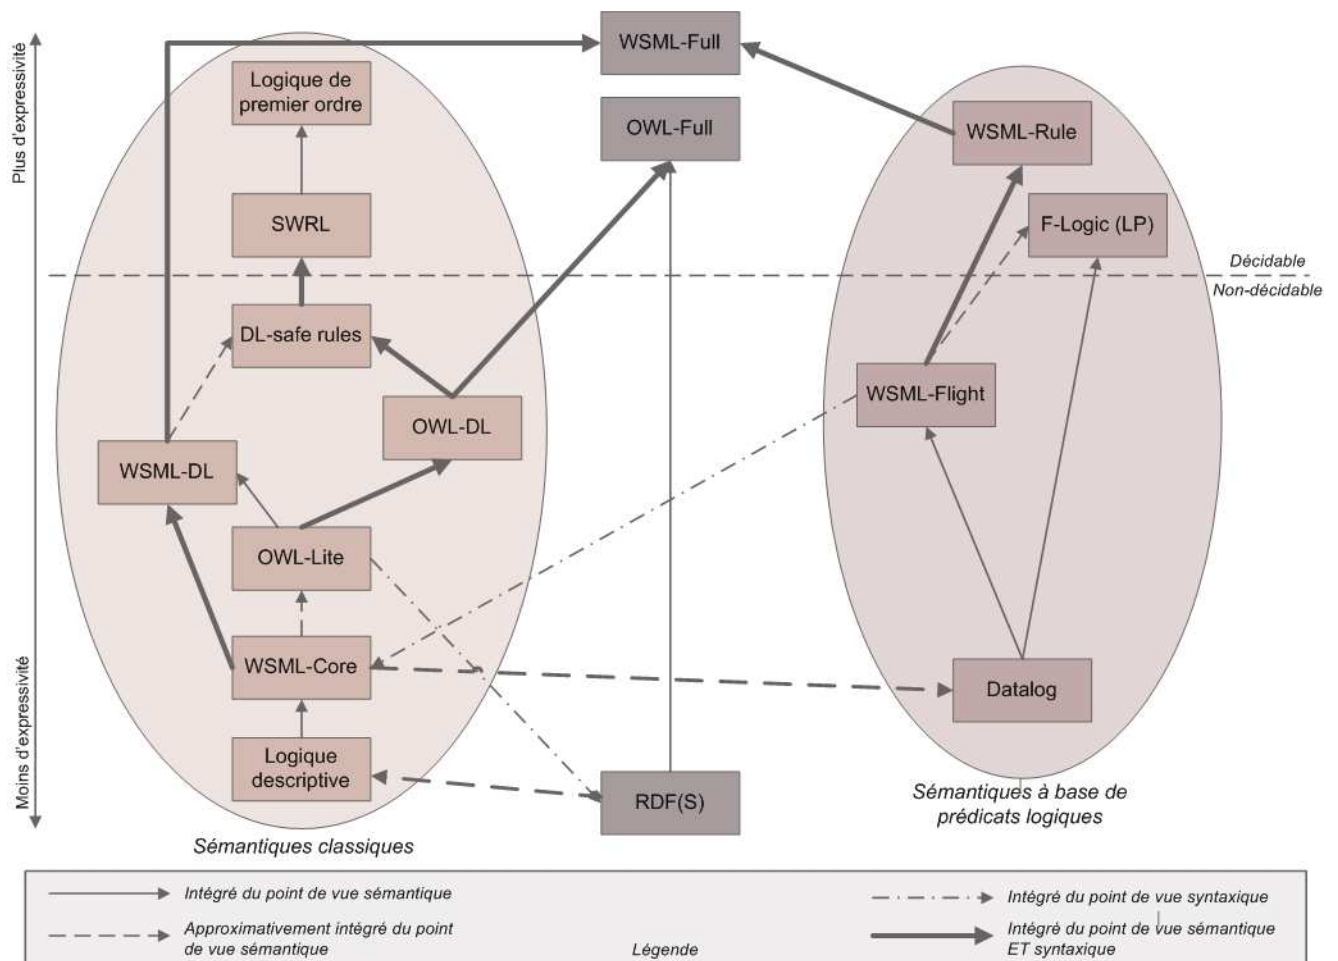 Plus d'expressivité
Moins d'expressivité
WSML-Full
OWL-Full
Logique de
premier ordre
SWRL
DL-safe rules
OWL-DL
WSML-DL
OWL-Lite
WSML-Core
Logique
descriptive
Sémantiques classiques
RDF(S)
WSML-Rule
F-Logic (LP)
Décidable
Non-décidable
WSML-Flight
Datalog
Sémantiques à base de
prédicats logiques
Intégré du point de vue sémantique
Approximativement intégré du point
de vue sémantique
Légende
Intégré du point de vue syntaxique
Intégré du point de vue sémantique
ET syntaxique